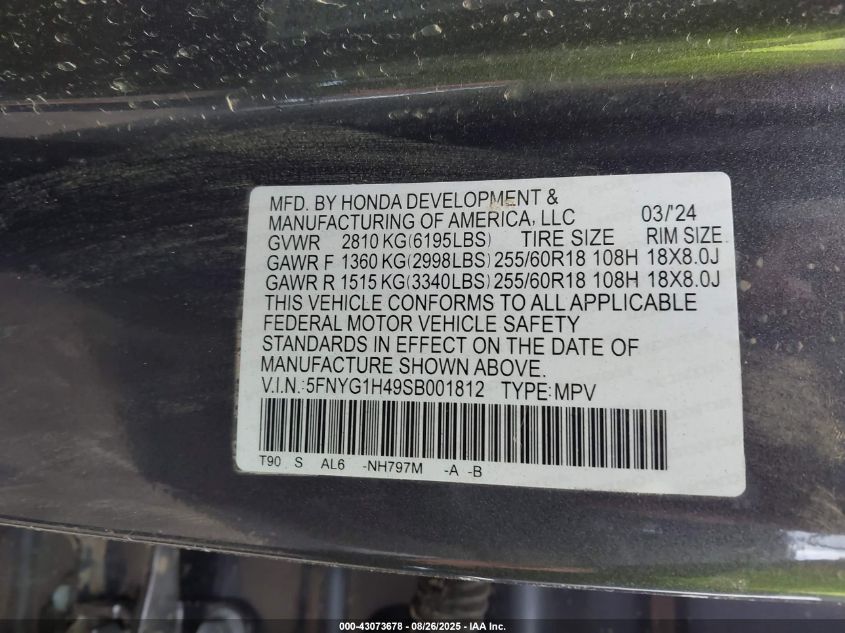 MFD. BY HONDA DEVELOPMENT &
MANUFACTURING OF AMERICA, LLC 03/'24
GVWR 2810 KG(6195LBS) TIRE SIZE RIM SIZE
GAWR F 1360 KG(2998LBS) 255/60R18 108H 18X8.0J
GAWR R 1515 KG(3340LBS) 255/60R18 108H 18X8.0J
THIS VEHICLE CONFORMS TO ALL APPLICABLE
FEDERAL MOTOR VEHICLE SAFETY
STANDARDS IN EFFECT ON THE DATE OF
MANUFACTURE SHOWN ABOVE.
V.I.N.:5FNYG1H49SB001812 TYPE:MPV
T90 S AL6 -NH797M -A -B
000-43073678 - 08/26/2025 - IAA Inc.